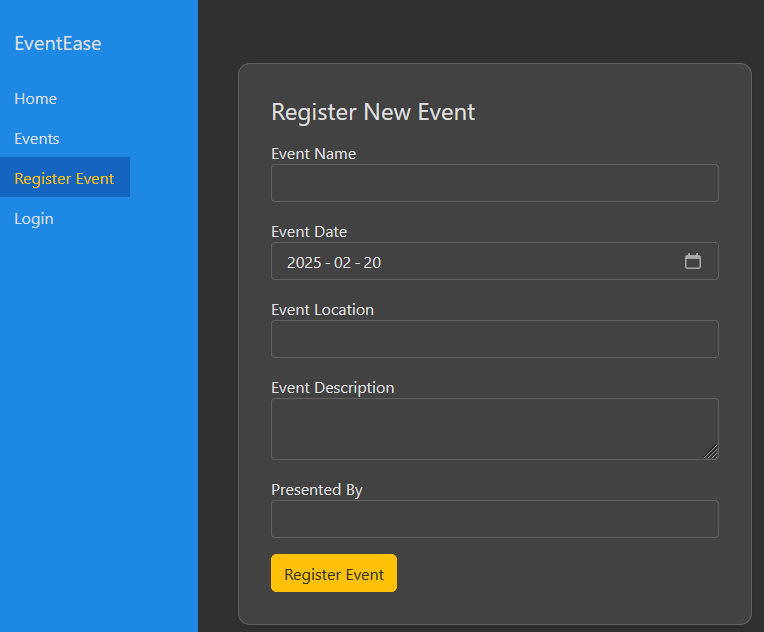 EventEase
Home
Events
Register Event
Login
Register New Event
Event Name
Event Date
2025 - 02 - 20
Event Location
Event Description
Presented By
Register Event